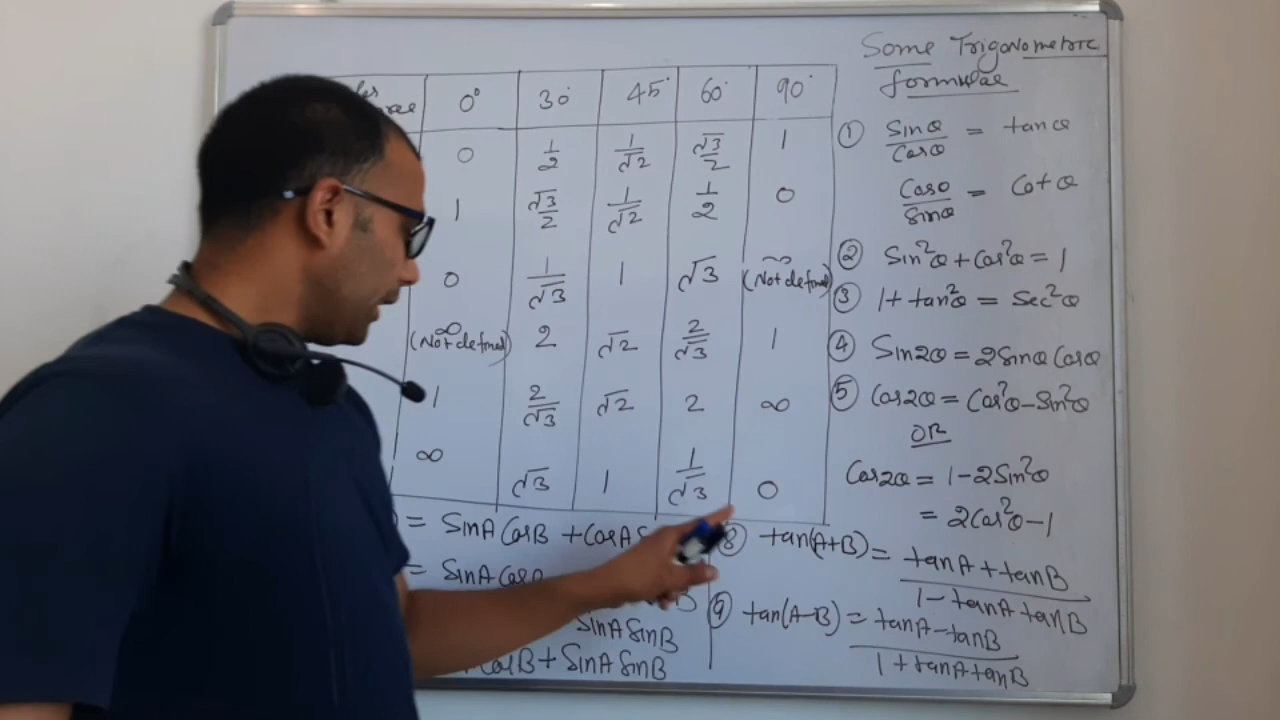 Some Trigonometric
formulae
0° 30° 45° 60° 90°
0 1/2 1/√2 √3/2 1
1 √3/2 1/√2 1/2 0
0 1/√3 1 √3 ∞ (Not defined)
∞ (Not defined) 2 √2 2/√3 1
1 2/√3 √2 2 ∞
∞ √3 1 1/√3 0
① Sinθ/Cosθ = tanθ
Cosθ/Sinθ = Cotθ
② Sin²θ + Cos²θ = 1
③ 1 + tan²θ = Sec²θ
④ Sin2θ = 2Sinθ Cosθ
⑤ Cos2θ = Cos²θ - Sin²θ
OR
Cos2θ = 1 - 2Sin²θ
= 2Cos²θ - 1
= SinA CosB + CosA
= SinA Cos
SinA SinB
CosB + SinA SinB
⑧ tan(A+B) = tanA + tanB / 1 - tanA tanB
⑨ tan(A-B) = tanA - tanB / 1 + tanA tanB